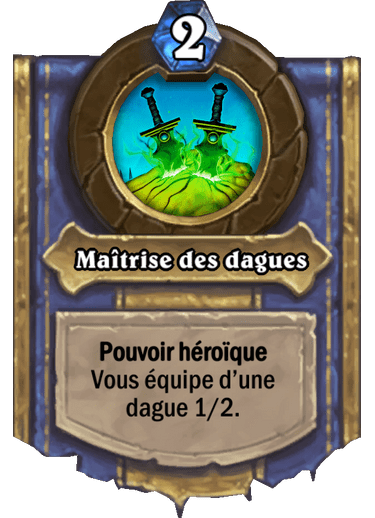 2
Maîtrise des dagues
Pouvoir héroïque
Vous équipe d’une
dague 1/2.